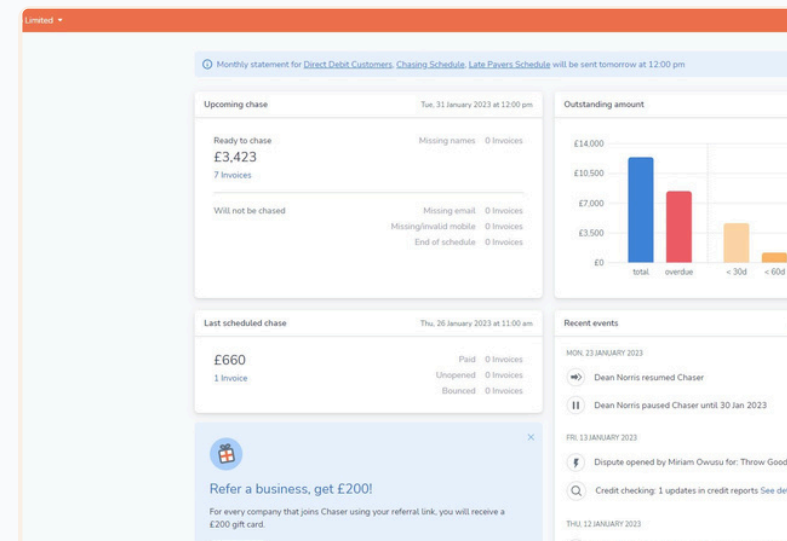 Limited
Monthly statement for Direct Debit Customers, Chasing Schedule, Late Payers Schedule will be sent tomorrow at 12:00 pm
Upcoming chase Tue, 31 January 2023 at 12:00 pm
Ready to chase Missing names 0 Invoices
£3,423
7 Invoices
Will not be chased Missing email 0 Invoices
Missing/invalid mobile 0 Invoices
End of schedule 0 Invoices
Outstanding amount
£14,000
£10,500
£7,000
£3,500
£0
total overdue < 30d < 60d
Last scheduled chase Thu, 26 January 2023 at 11:00 am
£660 Paid 0 Invoices
1 Invoice Unopened 0 Invoices
Bounced 0 Invoices
Recent events
MON, 23 JANUARY 2023
Dean Norris resumed Chaser
Dean Norris paused Chaser until 30 Jan 2023
FRI, 13 JANUARY 2023
Dispute opened by Miriam Owusu for: Throw Good
Credit checking: 1 updates in credit reports See de
THU, 12 JANUARY 2023
Refer a business, get £200!
For every company that joins Chaser using your referral link, you will receive a
£200 gift card.